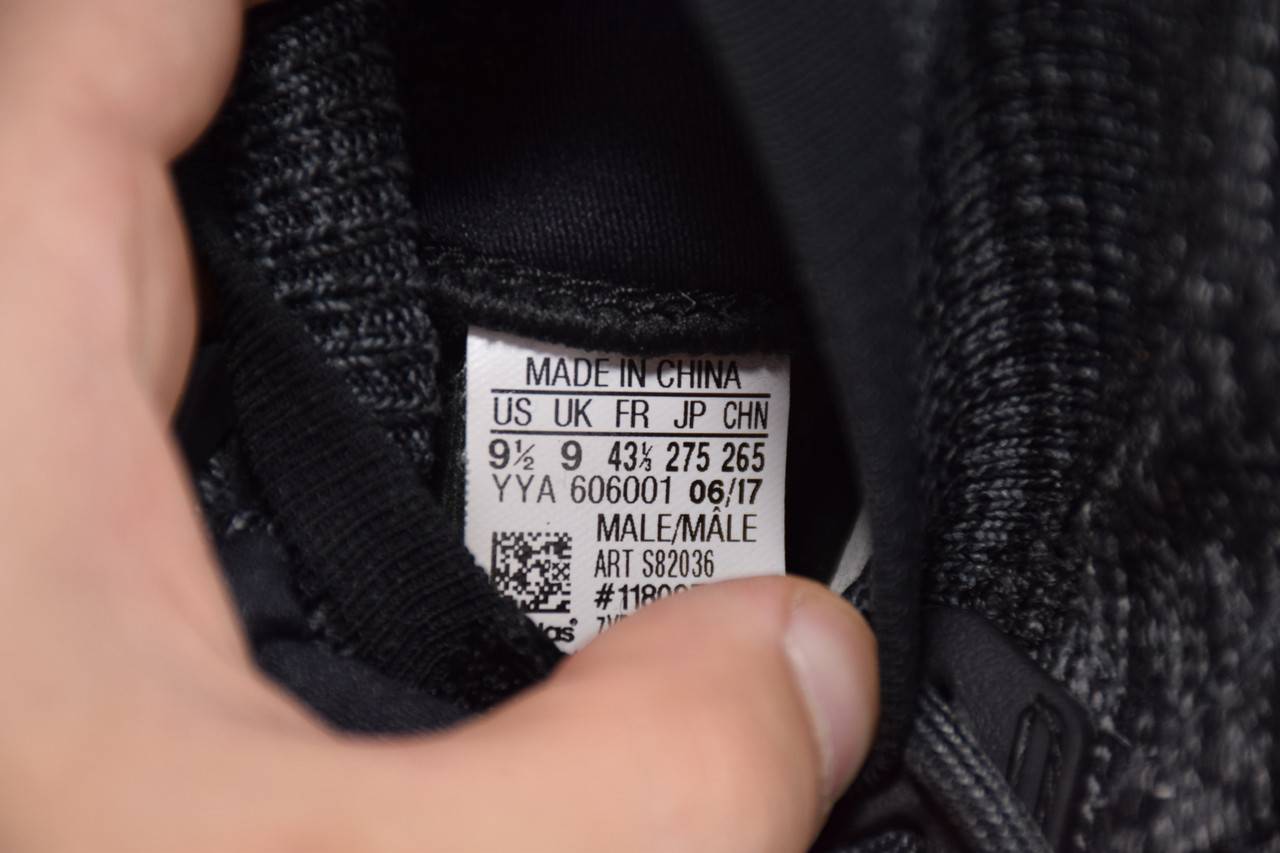 MADE IN CHINA
US UK FR JP CHN
9½ 9 43⅓ 275 265
YYA 606001 06/17
MALE/MÂLE
ART S82036